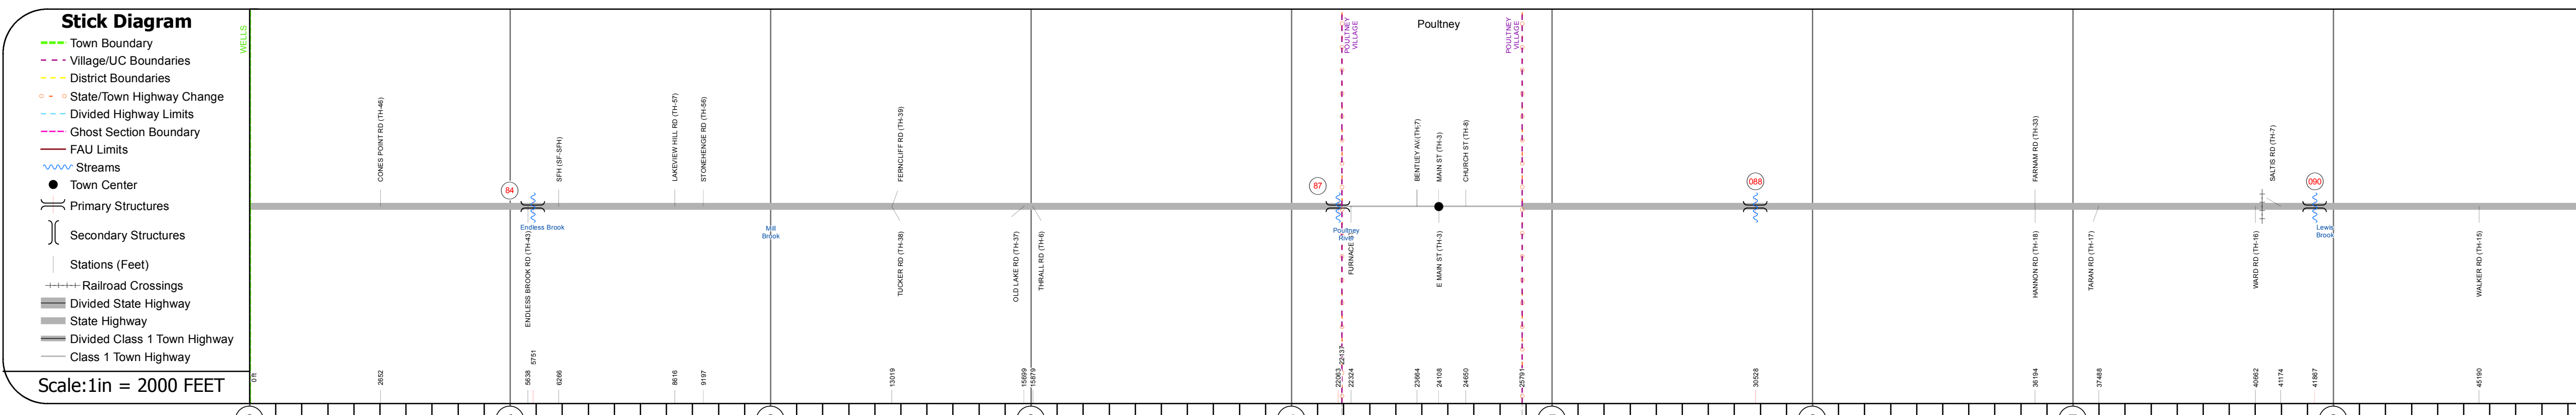 Stick Diagram
Town Boundary
Village/UC Boundaries
District Boundaries
State/Town Highway Change
Divided Highway Limits
Ghost Section Boundary
FAU Limits
Streams
Town Center
Primary Structures
Secondary Structures
Stations (Feet)
Railroad Crossings
Divided State Highway
State Highway
Divided Class 1 Town Highway
Class 1 Town Highway
Scale:1in = 2000 FEET
WELLS
POULTNEY
VILLAGE
Poultney
POULTNEY
VILLAGE
CONES POINT RD (TH-46)
84
SFH (SF-SFH)
LAKEVIEW HILL RD (TH-57)
STONEHENGE RD (TH-56)
FERNCLIFF RD (TH-39)
87
BENTLEY AV.(TH-7)
MAIN ST (TH-3)
CHURCH ST (TH-8)
088
FARNAM RD (TH-33)
SALTIS RD (TH-7)
090
Endless Brook
Mill
Brook
Poultney
River
Lewis
Brook
ENDLESS BROOK RD (TH-43)
TUCKER RD (TH-38)
OLD LAKE RD (TH-37)
THRALL RD (TH-6)
FURNACE
E MAIN ST (TH-3)
HANNON RD (TH-18)
TARAN RD (TH-17)
WARD RD (TH-16)
WALKER RD (TH-15)
0 ft
2652
5638
5751
6266
8616
9197
13019
15699
15879
22063
22137
22324
23664
24108
24650
25791
30528
36194
37488
40662
41174
41867
45190